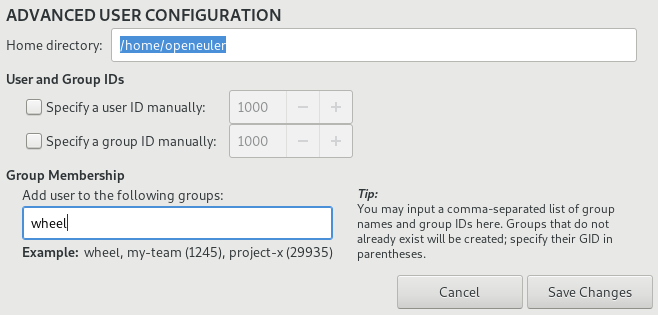 ADVANCED USER CONFIGURATION
Home directory: /home/openeuler
User and Group IDs
Specify a user ID manually: 1000 − +
Specify a group ID manually: 1000 − +
Group Membership
Add user to the following groups:
wheel
Example: wheel, my-team (1245), project-x (29935)
Tip:
You may input a comma-separated list of group
names and group IDs here. Groups that do not
already exist will be created; specify their GID in
parentheses.
Cancel Save Changes